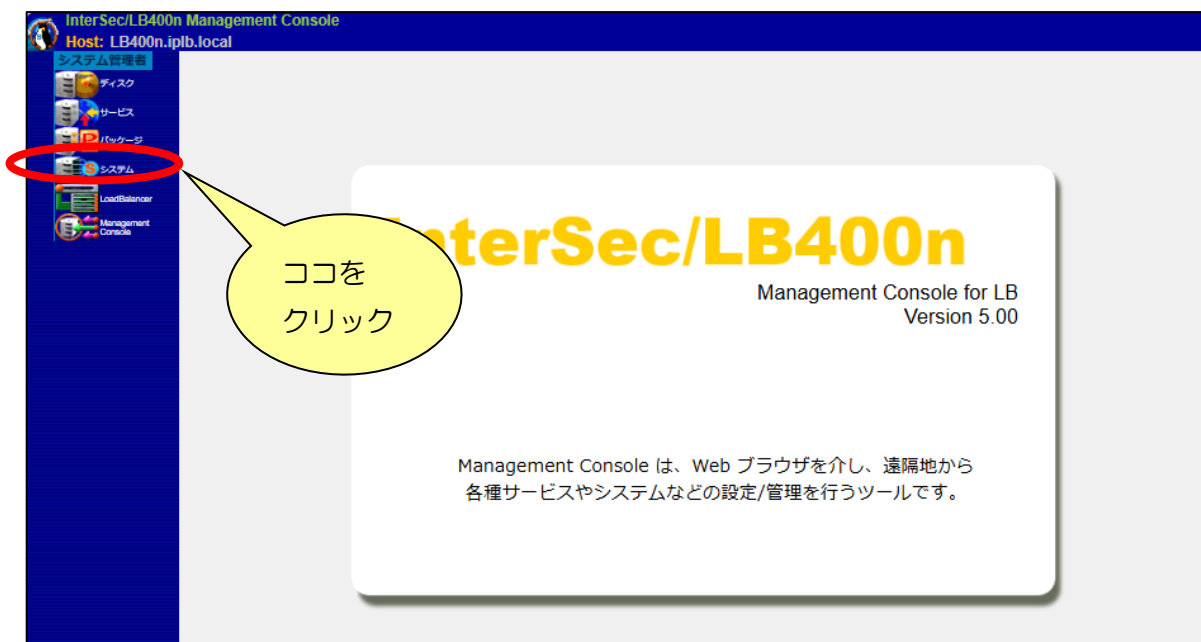 InterSec/LB400n Management Console
Host: LB400n.iplb.local
システム管理者
ディスク
サービス
パッケージ
システム
LoadBalancer
Management
Console
ココを
クリック
nterSec/LB400n
Management Console for LB
Version 5.00
Management Console は、Web ブラウザを介し、遠隔地から
各種サービスやシステムなどの設定/管理を行うツールです。